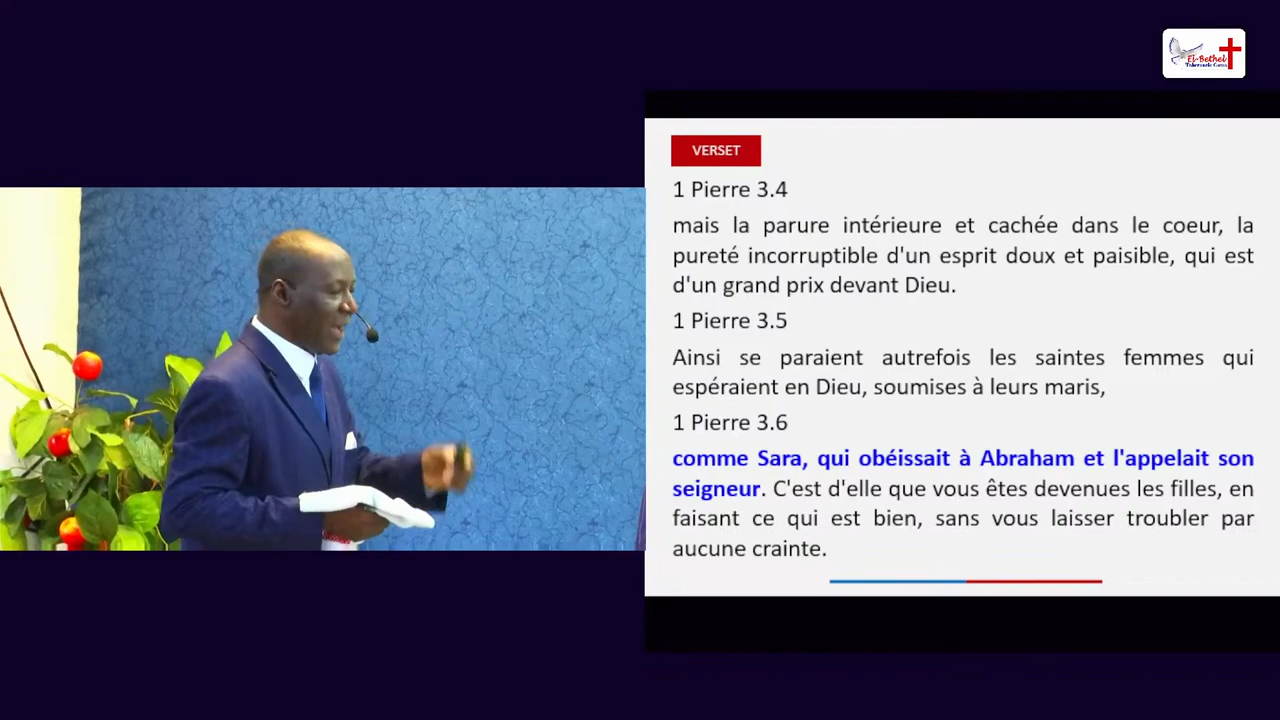 El-Bethel
VERSET
1 Pierre 3.4
mais la parure intérieure et cachée dans le coeur, la
pureté incorruptible d'un esprit doux et paisible, qui est
d'un grand prix devant Dieu.
1 Pierre 3.5
Ainsi se paraient autrefois les saintes femmes qui
espéraient en Dieu, soumises à leurs maris,
1 Pierre 3.6
comme Sara, qui obéissait à Abraham et l'appelait son
seigneur. C'est d'elle que vous êtes devenues les filles, en
faisant ce qui est bien, sans vous laisser troubler par
aucune crainte.